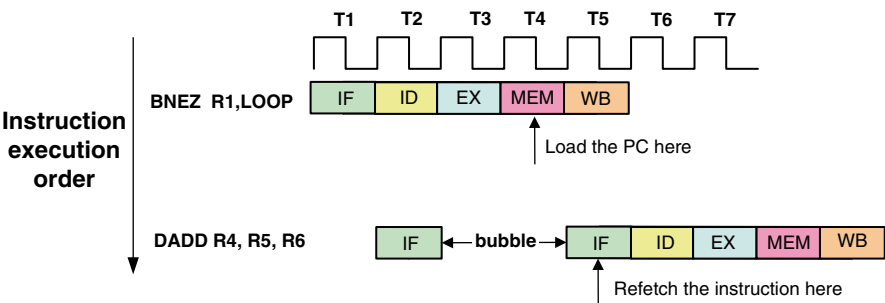 T1 T2 T3 T4 T5 T6 T7
BNEZ R1,LOOP IF ID EX MEM WB
Load the PC here
Instruction
execution
order
DADD R4, R5, R6 IF bubble IF ID EX MEM WB
Refetch the instruction here